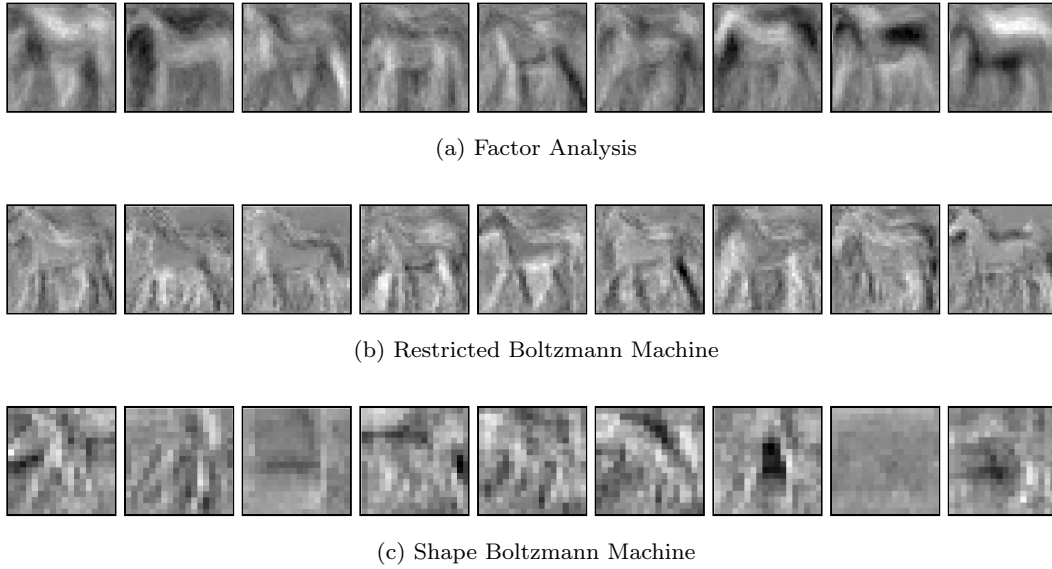 (a) Factor Analysis
(b) Restricted Boltzmann Machine
(c) Shape Boltzmann Machine